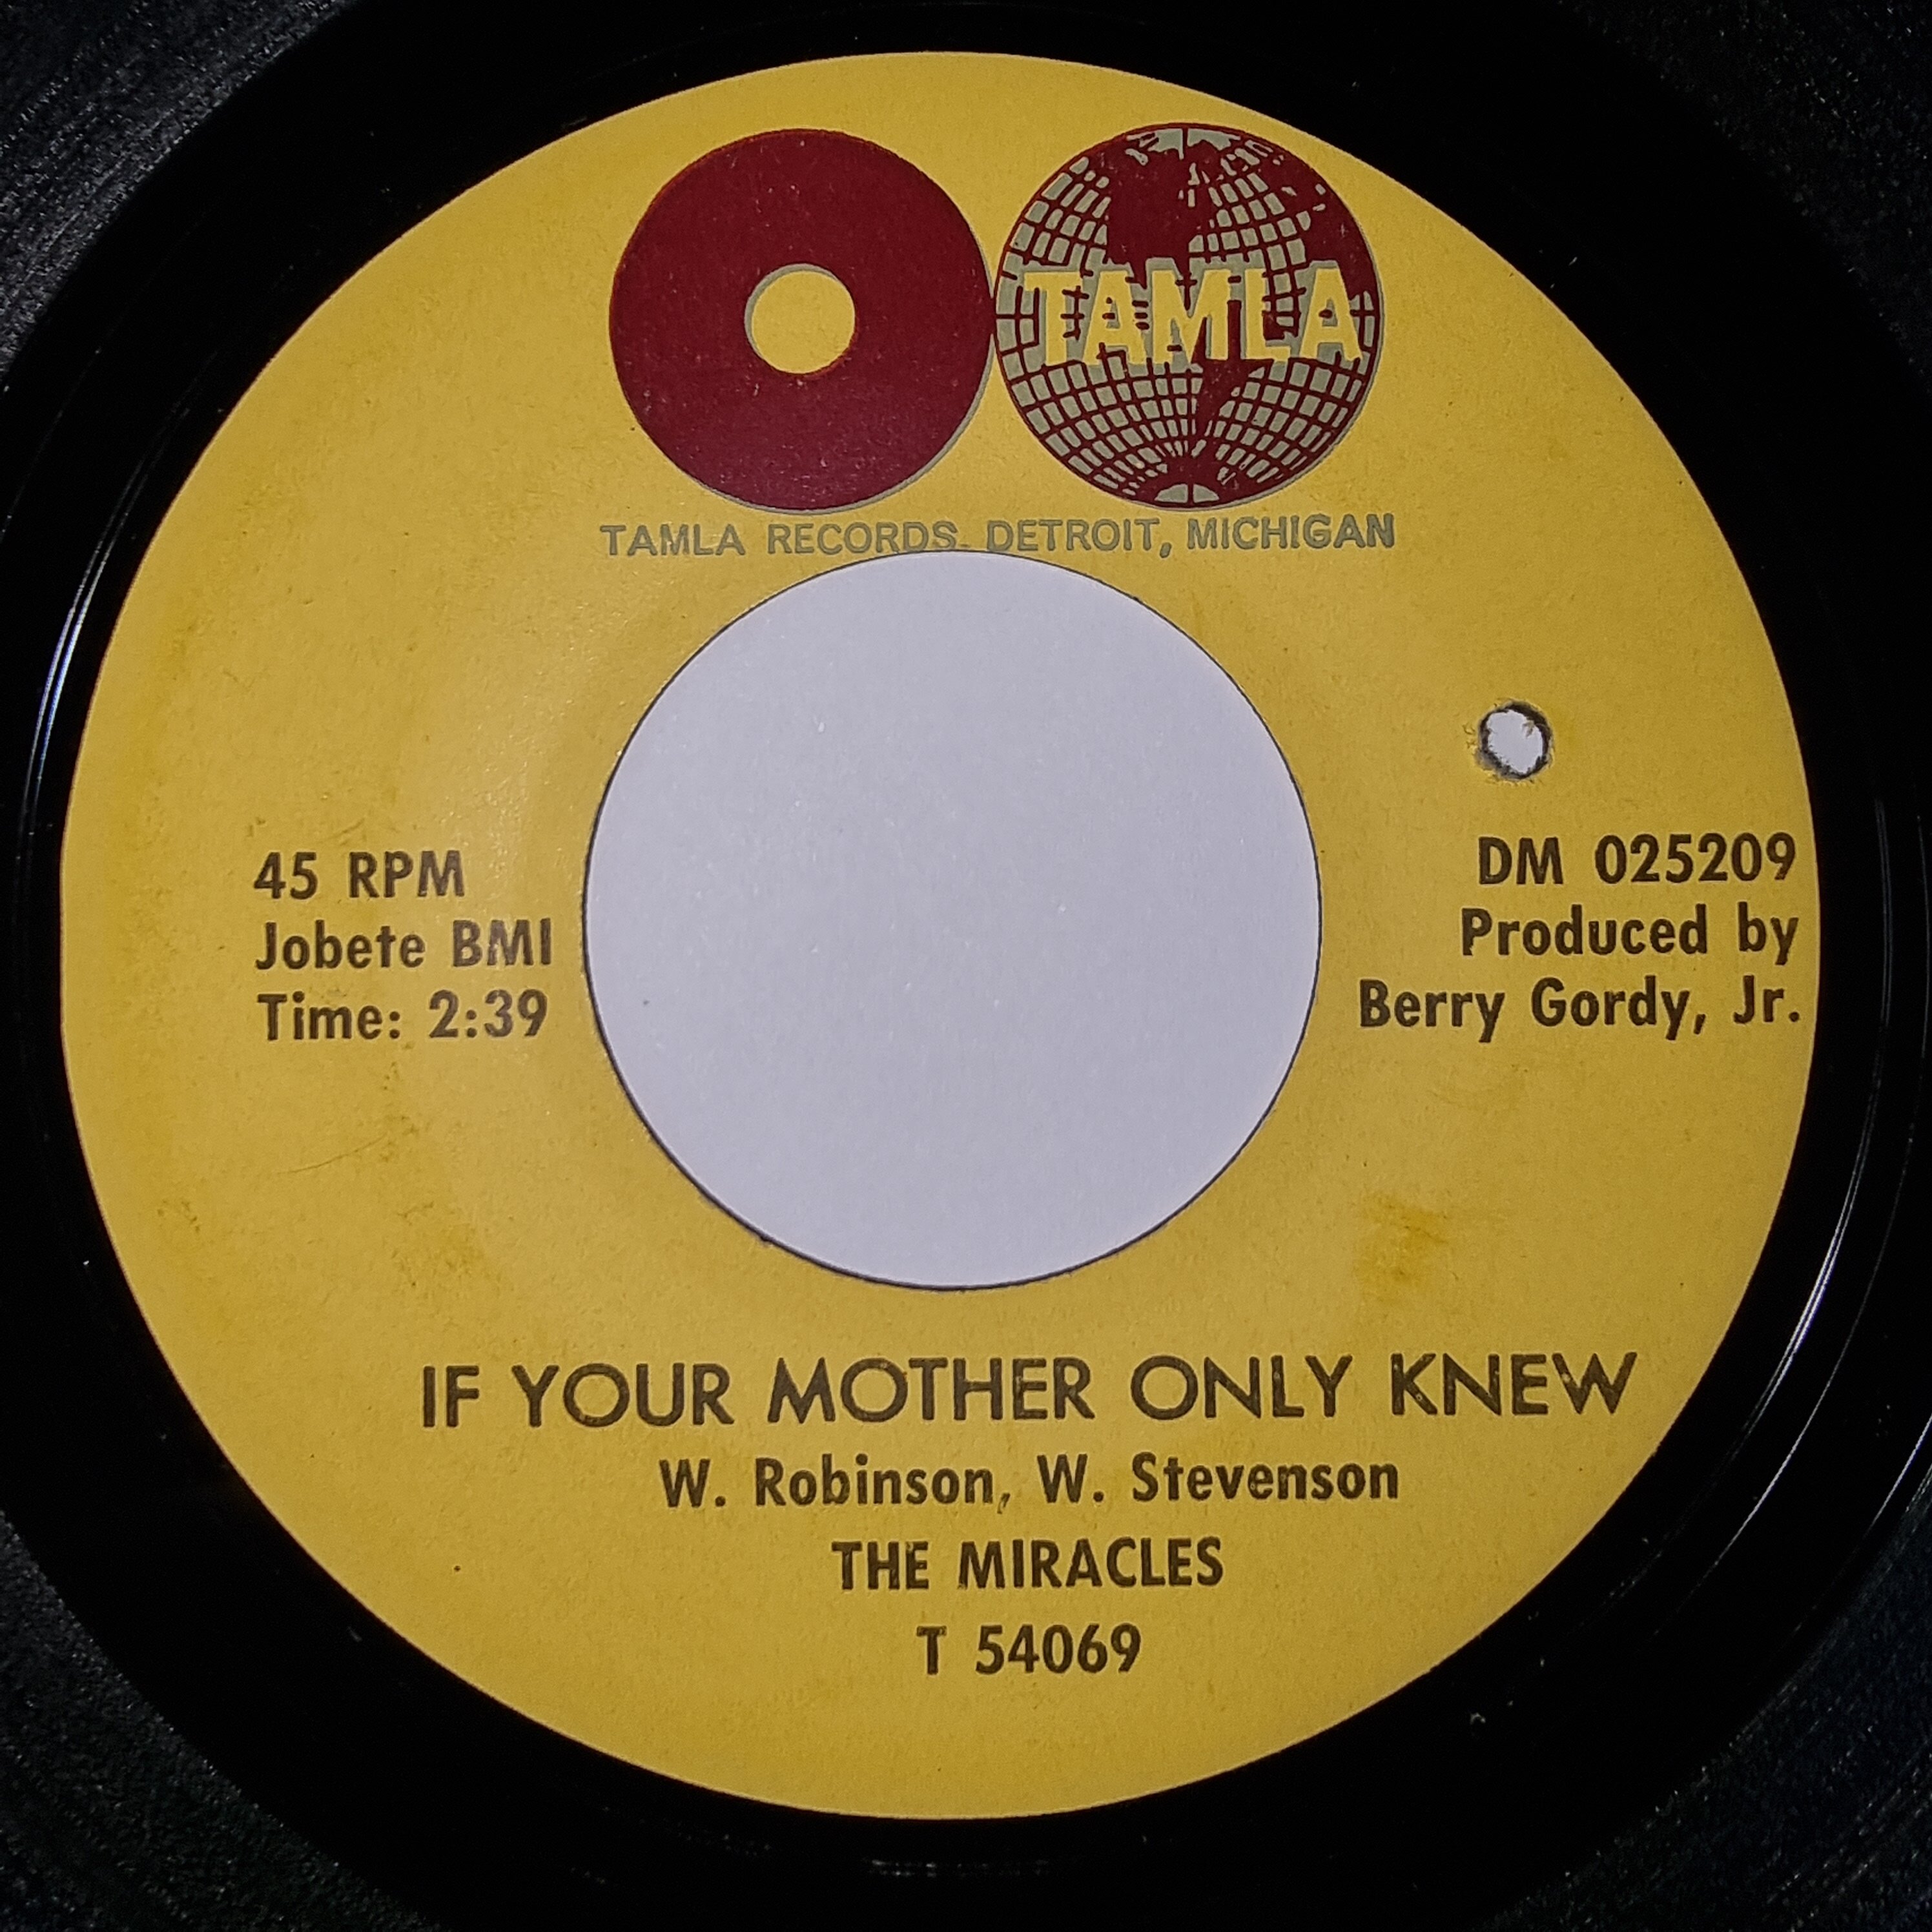 TAMLA
TAMLA RECORDS DETROIT, MICHIGAN
45 RPM
Jobete BMI
Time: 2:39
DM 025209
Produced by
Berry Gordy, Jr.
IF YOUR MOTHER ONLY KNEW
W. Robinson, W. Stevenson
THE MIRACLES
T 54069